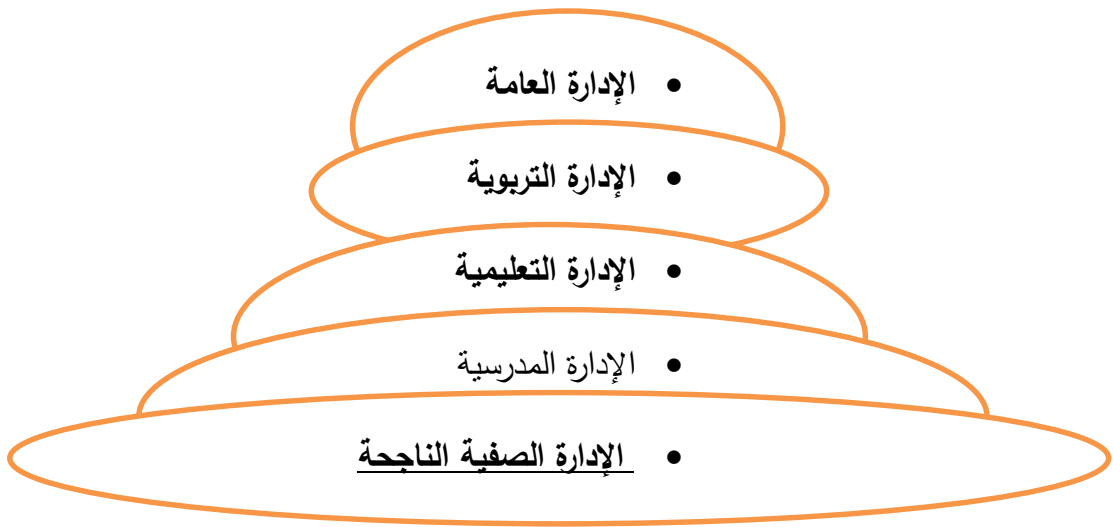 • الإدارة العامة
• الإدارة التربوية
• الإدارة التعليمية
• الإدارة المدرسية
• الإدارة الصفية الناجحة